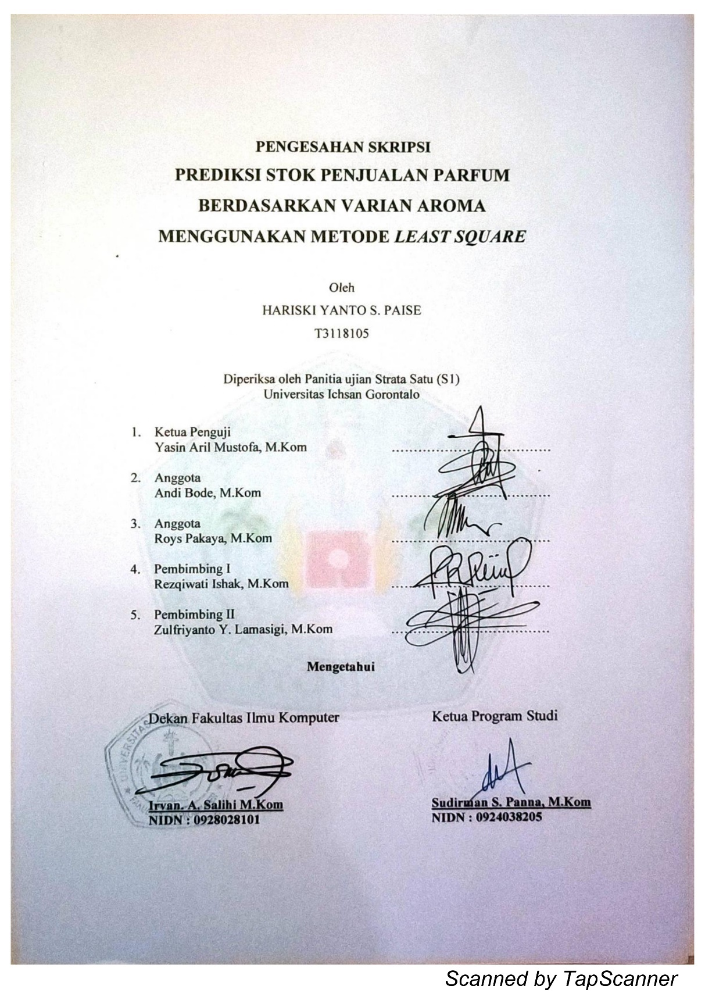 PENGESAHAN SKRIPSI
PREDIKSI STOK PENJUALAN PARFUM
BERDASARKAN VARIAN AROMA
MENGGUNAKAN METODE LEAST SQUARE
Oleh
HARISKI YANTO S. PAISE
T3118105
Diperiksa oleh Panitia ujian Strata Satu (S1)
Universitas Ichsan Gorontalo
1. Ketua Penguji
Yasin Aril Mustofa, M.Kom ................................
2. Anggota
Andi Bode, M.Kom ................................
3. Anggota
Roys Pakaya, M.Kom ................................
4. Pembimbing I
Rezqiwati Ishak, M.Kom ................................
5. Pembimbing II
Zulfriyanto Y. Lamasigi, M.Kom ................................
Mengetahui
Dekan Fakultas Ilmu Komputer
Irvan. A. Salihi M.Kom
NIDN : 0928028101
Ketua Program Studi
Sudirman S. Panna, M.Kom
NIDN : 0924038205
UNIVERSITAS
Scanned by TapScanner